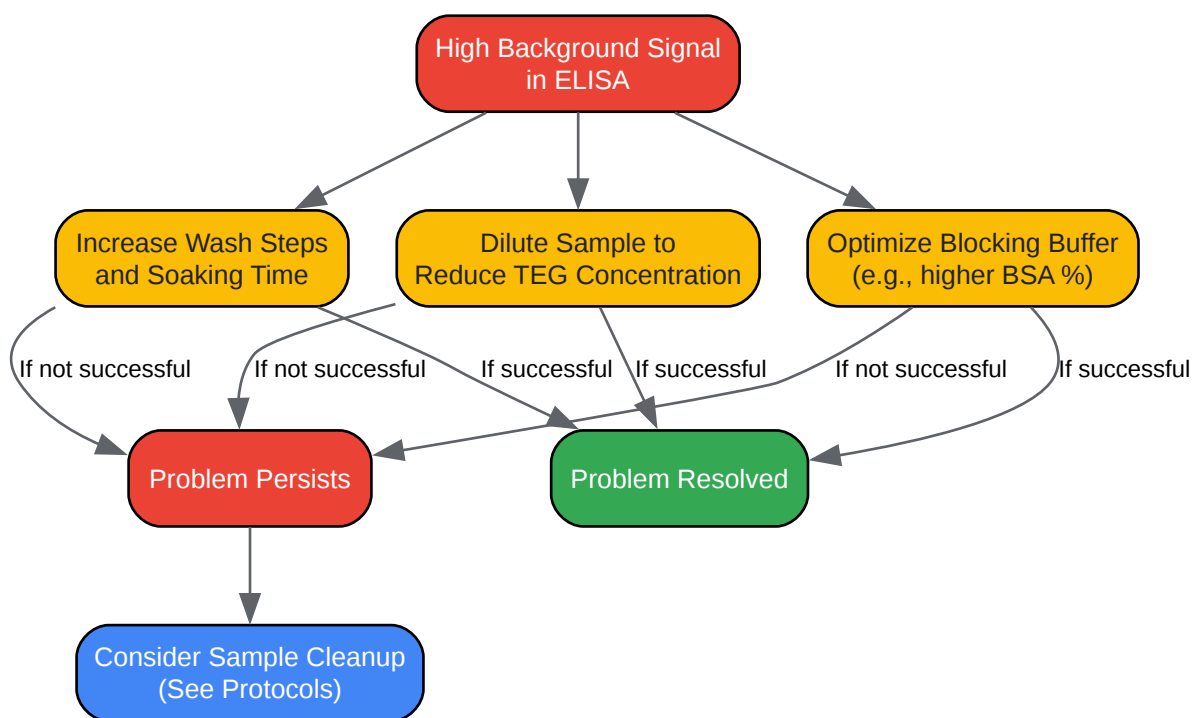 High Background Signal
in ELISA
Increase Wash Steps
and Soaking Time
Dilute Sample to
Reduce TEG Concentration
Optimize Blocking Buffer
(e.g., higher BSA %)
If not successful
If not successful
If successful
If successful
If not successful
If successful
Problem Persists
Problem Resolved
Consider Sample Cleanup
(See Protocols)